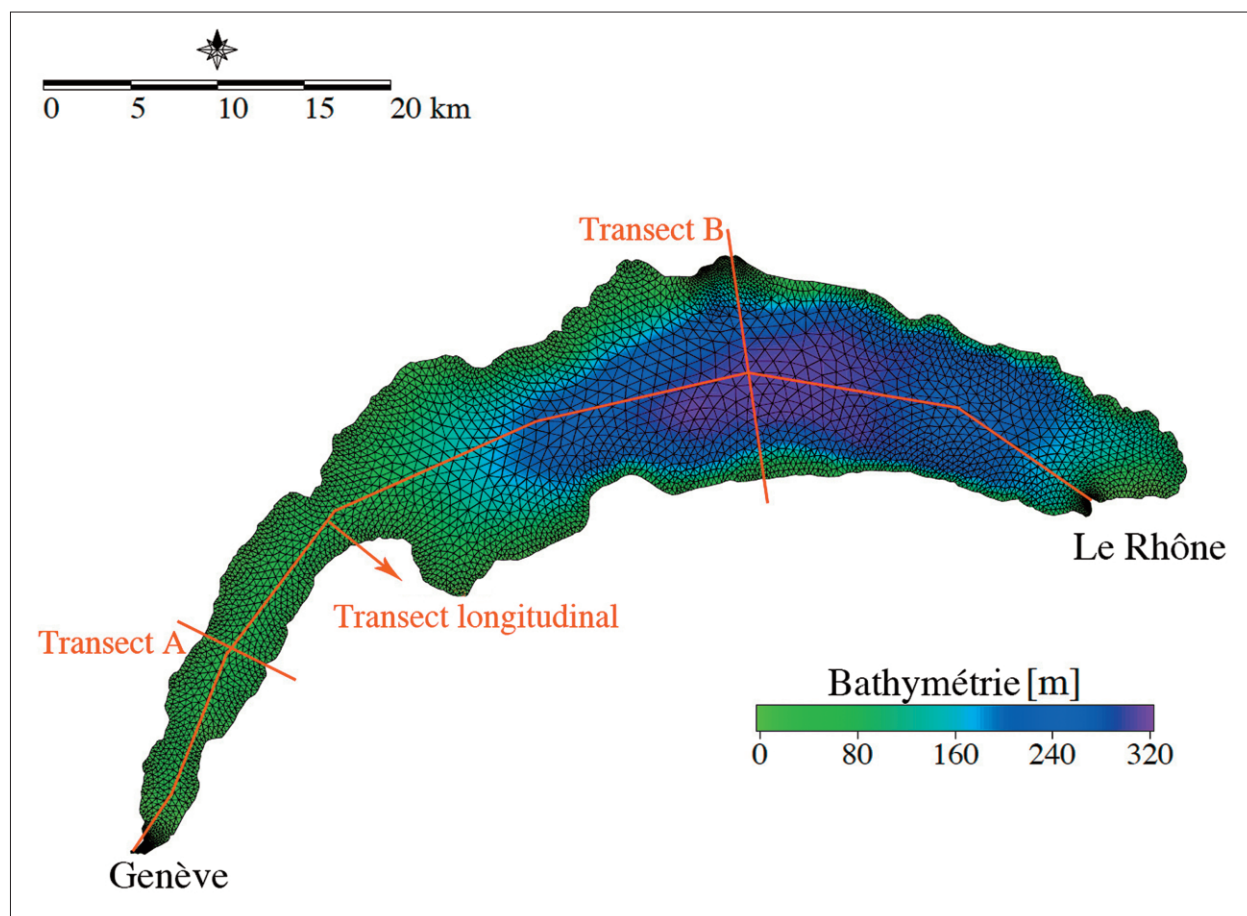 0 5 10 15 20 km
Transect B
Le Rhône
Transect longitudinal
Transect A
Bathymétrie [m]
0 80 160 240 320
Genève